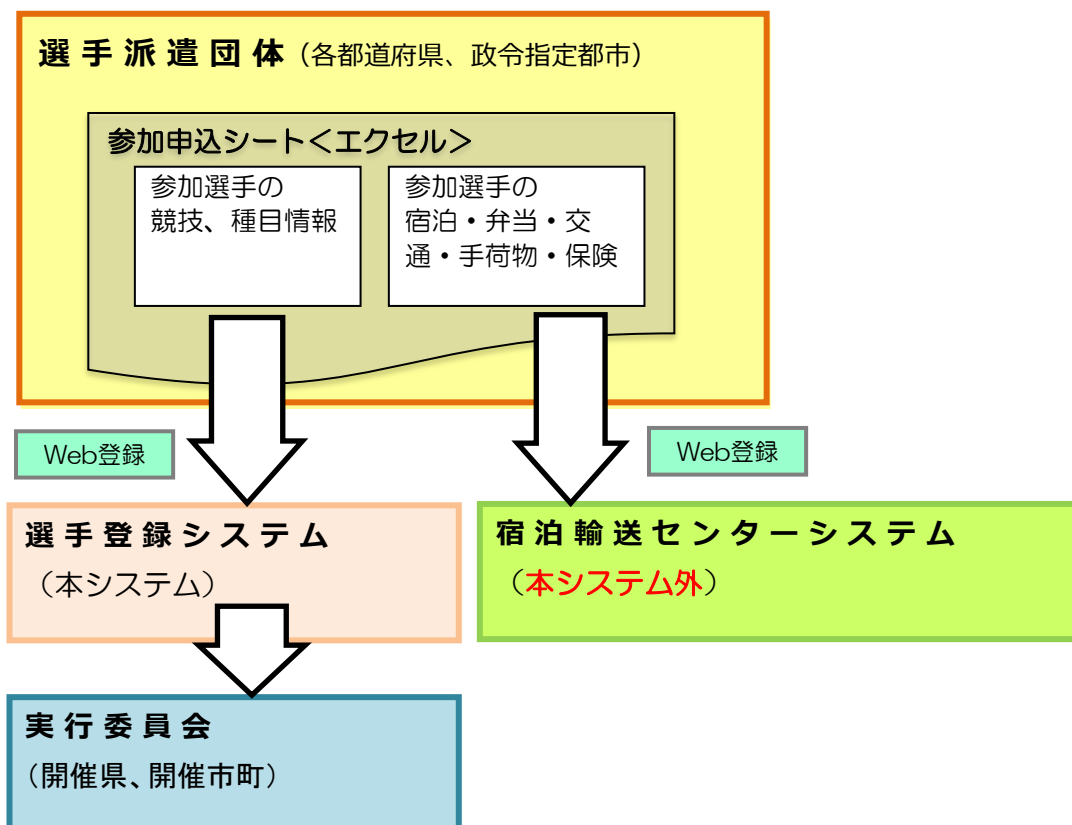 選手派遣団体（各都道府県、政令指定都市）
参加申込シート＜エクセル＞
参加選手の
競技、種目情報
参加選手の
宿泊・弁当・交
通・手荷物・保険
Web登録
Web登録
選手登録システム
（本システム）
宿泊輸送センターシステム
（本システム外）
実行委員会
（開催県、開催市町）